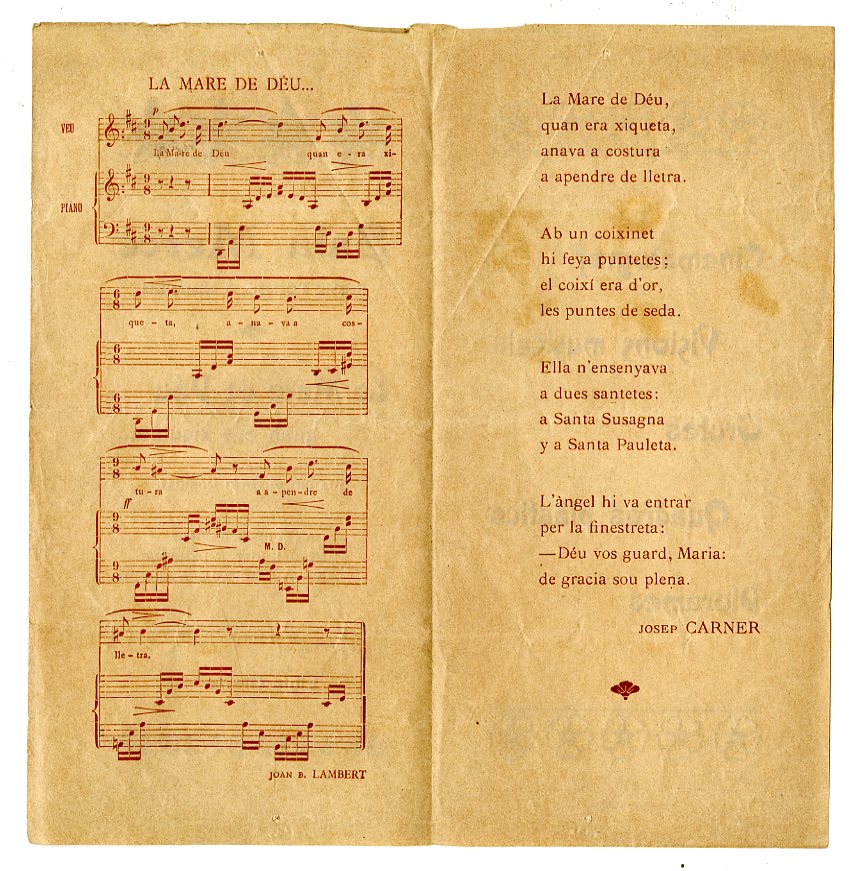 LA MARE DE DÉU...
VEU
PIANO
p
La Ma-re de Déu quan e-ra xi-
que-ta, a-na-va a cos-
tu-ra a a-pen-dre de
ff
M. D.
lle-tra.
JOAN B. LAMBERT
La Mare de Déu,
quan era xiqueta,
anava a costura
a apendre de lletra.
Ab un coixinet
hi feya puntetes;
el coixí era d'or,
les puntes de seda.
Ella n'ensenyava
a dues santetes:
a Santa Susagna
y a Santa Pauleta.
L'àngel hi va entrar
per la finestreta:
—Déu vos guard, Maria:
de gracia sou plena.
JOSEP CARNER